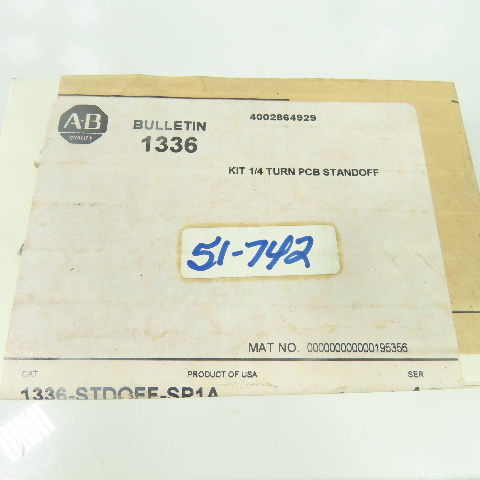 4002864929
A-B
QUALITY
BULLETIN
1336
KIT 1/4 TURN PCB STANDOFF
51-742
MAT NO. 000000000000195356
CAT PRODUCT OF USA SER
1336-STDOFF-SP1A